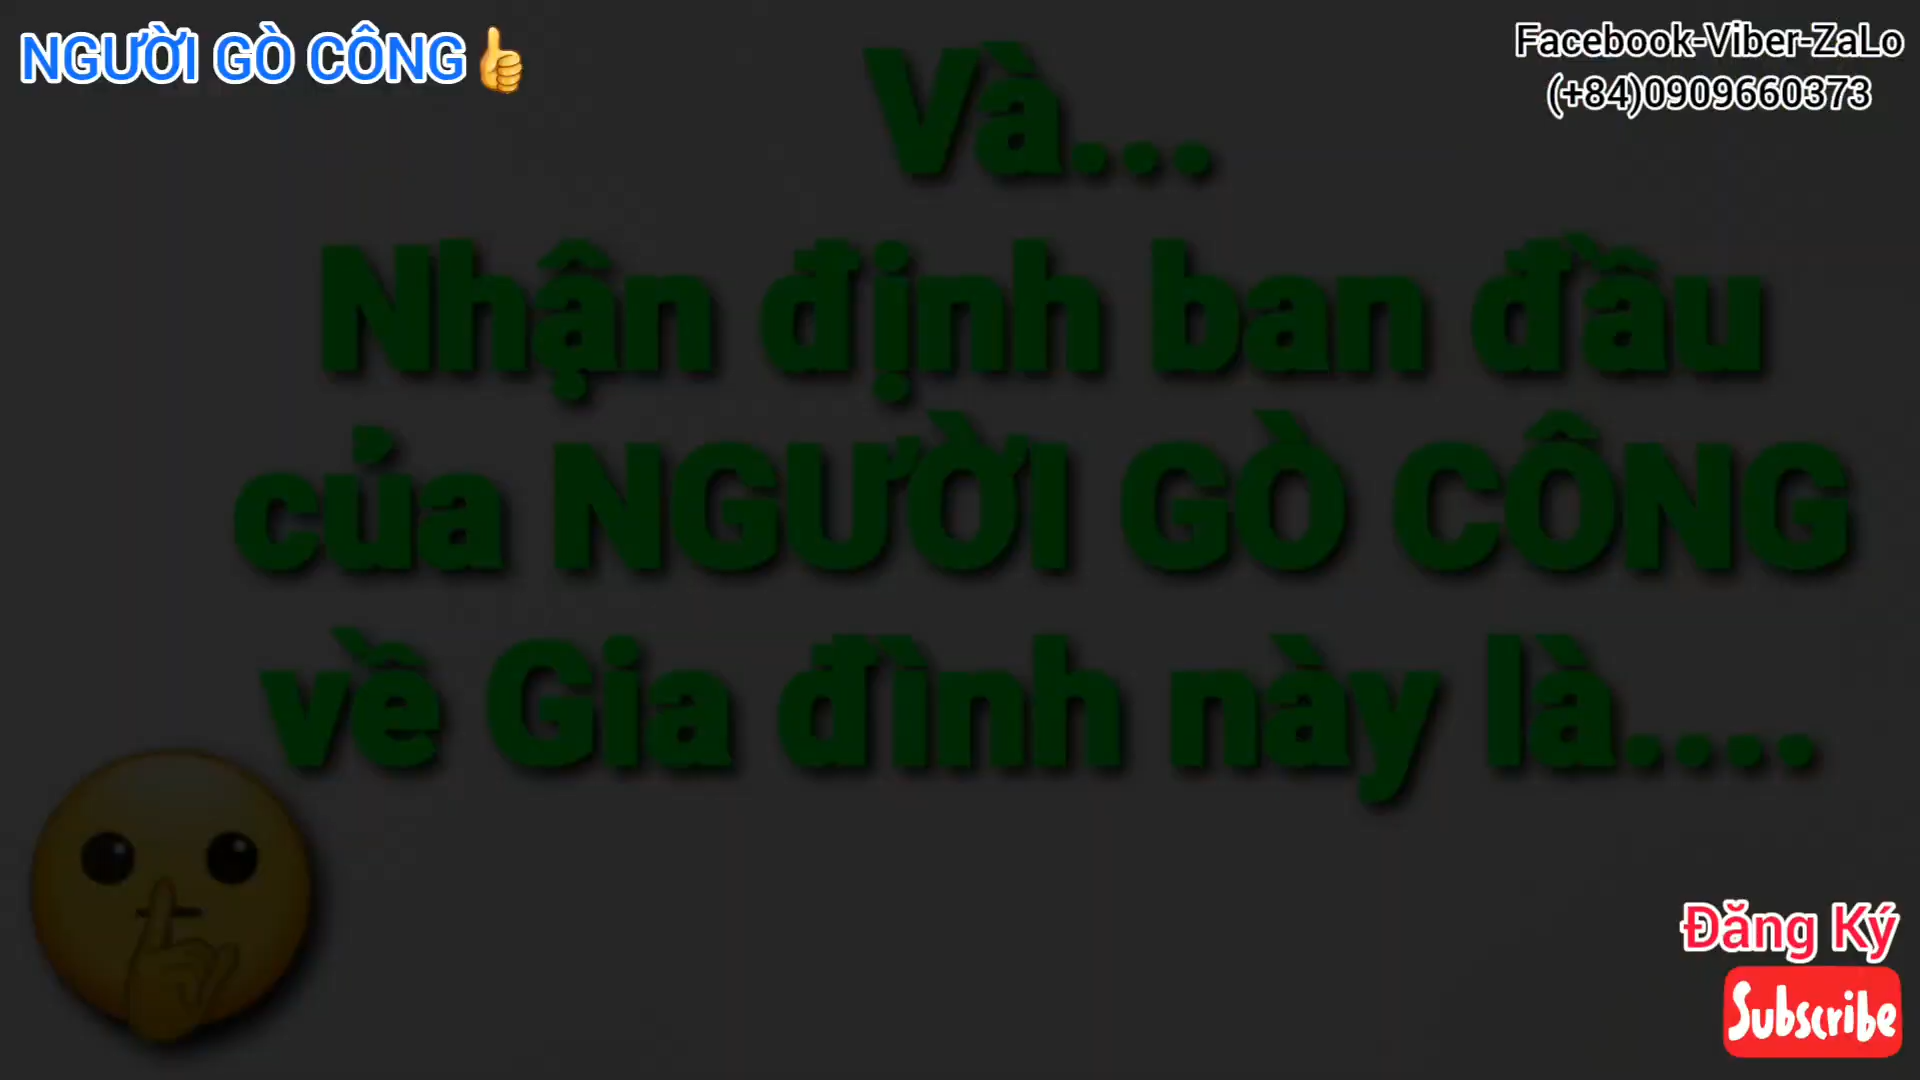 NGƯỜI GÒ CÔNG👍
Facebook-Viber-ZaLo
(+84)0909660373
Và...
Nhận định ban đầu
của NGƯỜI GÒ CÔNG
về Gia đình này là....
Đăng Ký
Subscribe